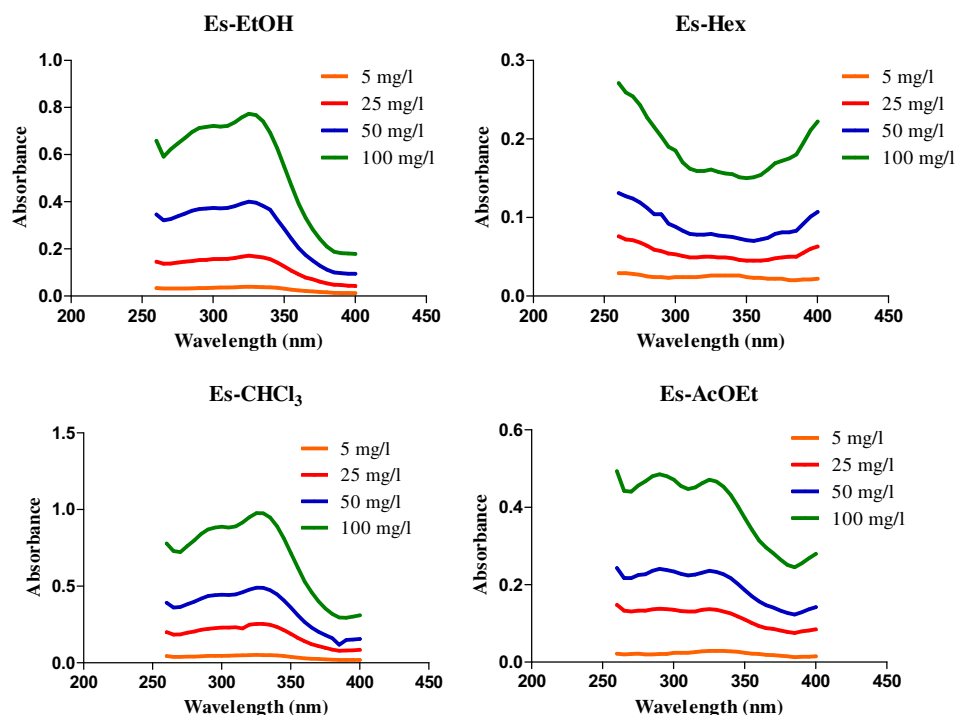 Es-EtOH
1.0
0.8
0.6
0.4
0.2
0.0
Absorbance
200 250 300 350 400 450
Wavelength (nm)
5 mg/l
25 mg/l
50 mg/l
100 mg/l
Es-Hex
0.3
0.2
0.1
0.0
Absorbance
200 250 300 350 400 450
Wavelength (nm)
5 mg/l
25 mg/l
50 mg/l
100 mg/l
Es-CHCl₃
1.5
1.0
0.5
0.0
Absorbance
200 250 300 350 400 450
Wavelength (nm)
5 mg/l
25 mg/l
50 mg/l
100 mg/l
Es-AcOEt
0.6
0.4
0.2
0.0
Absorbance
200 250 300 350 400 450
Wavelength (nm)
5 mg/l
25 mg/l
50 mg/l
100 mg/l